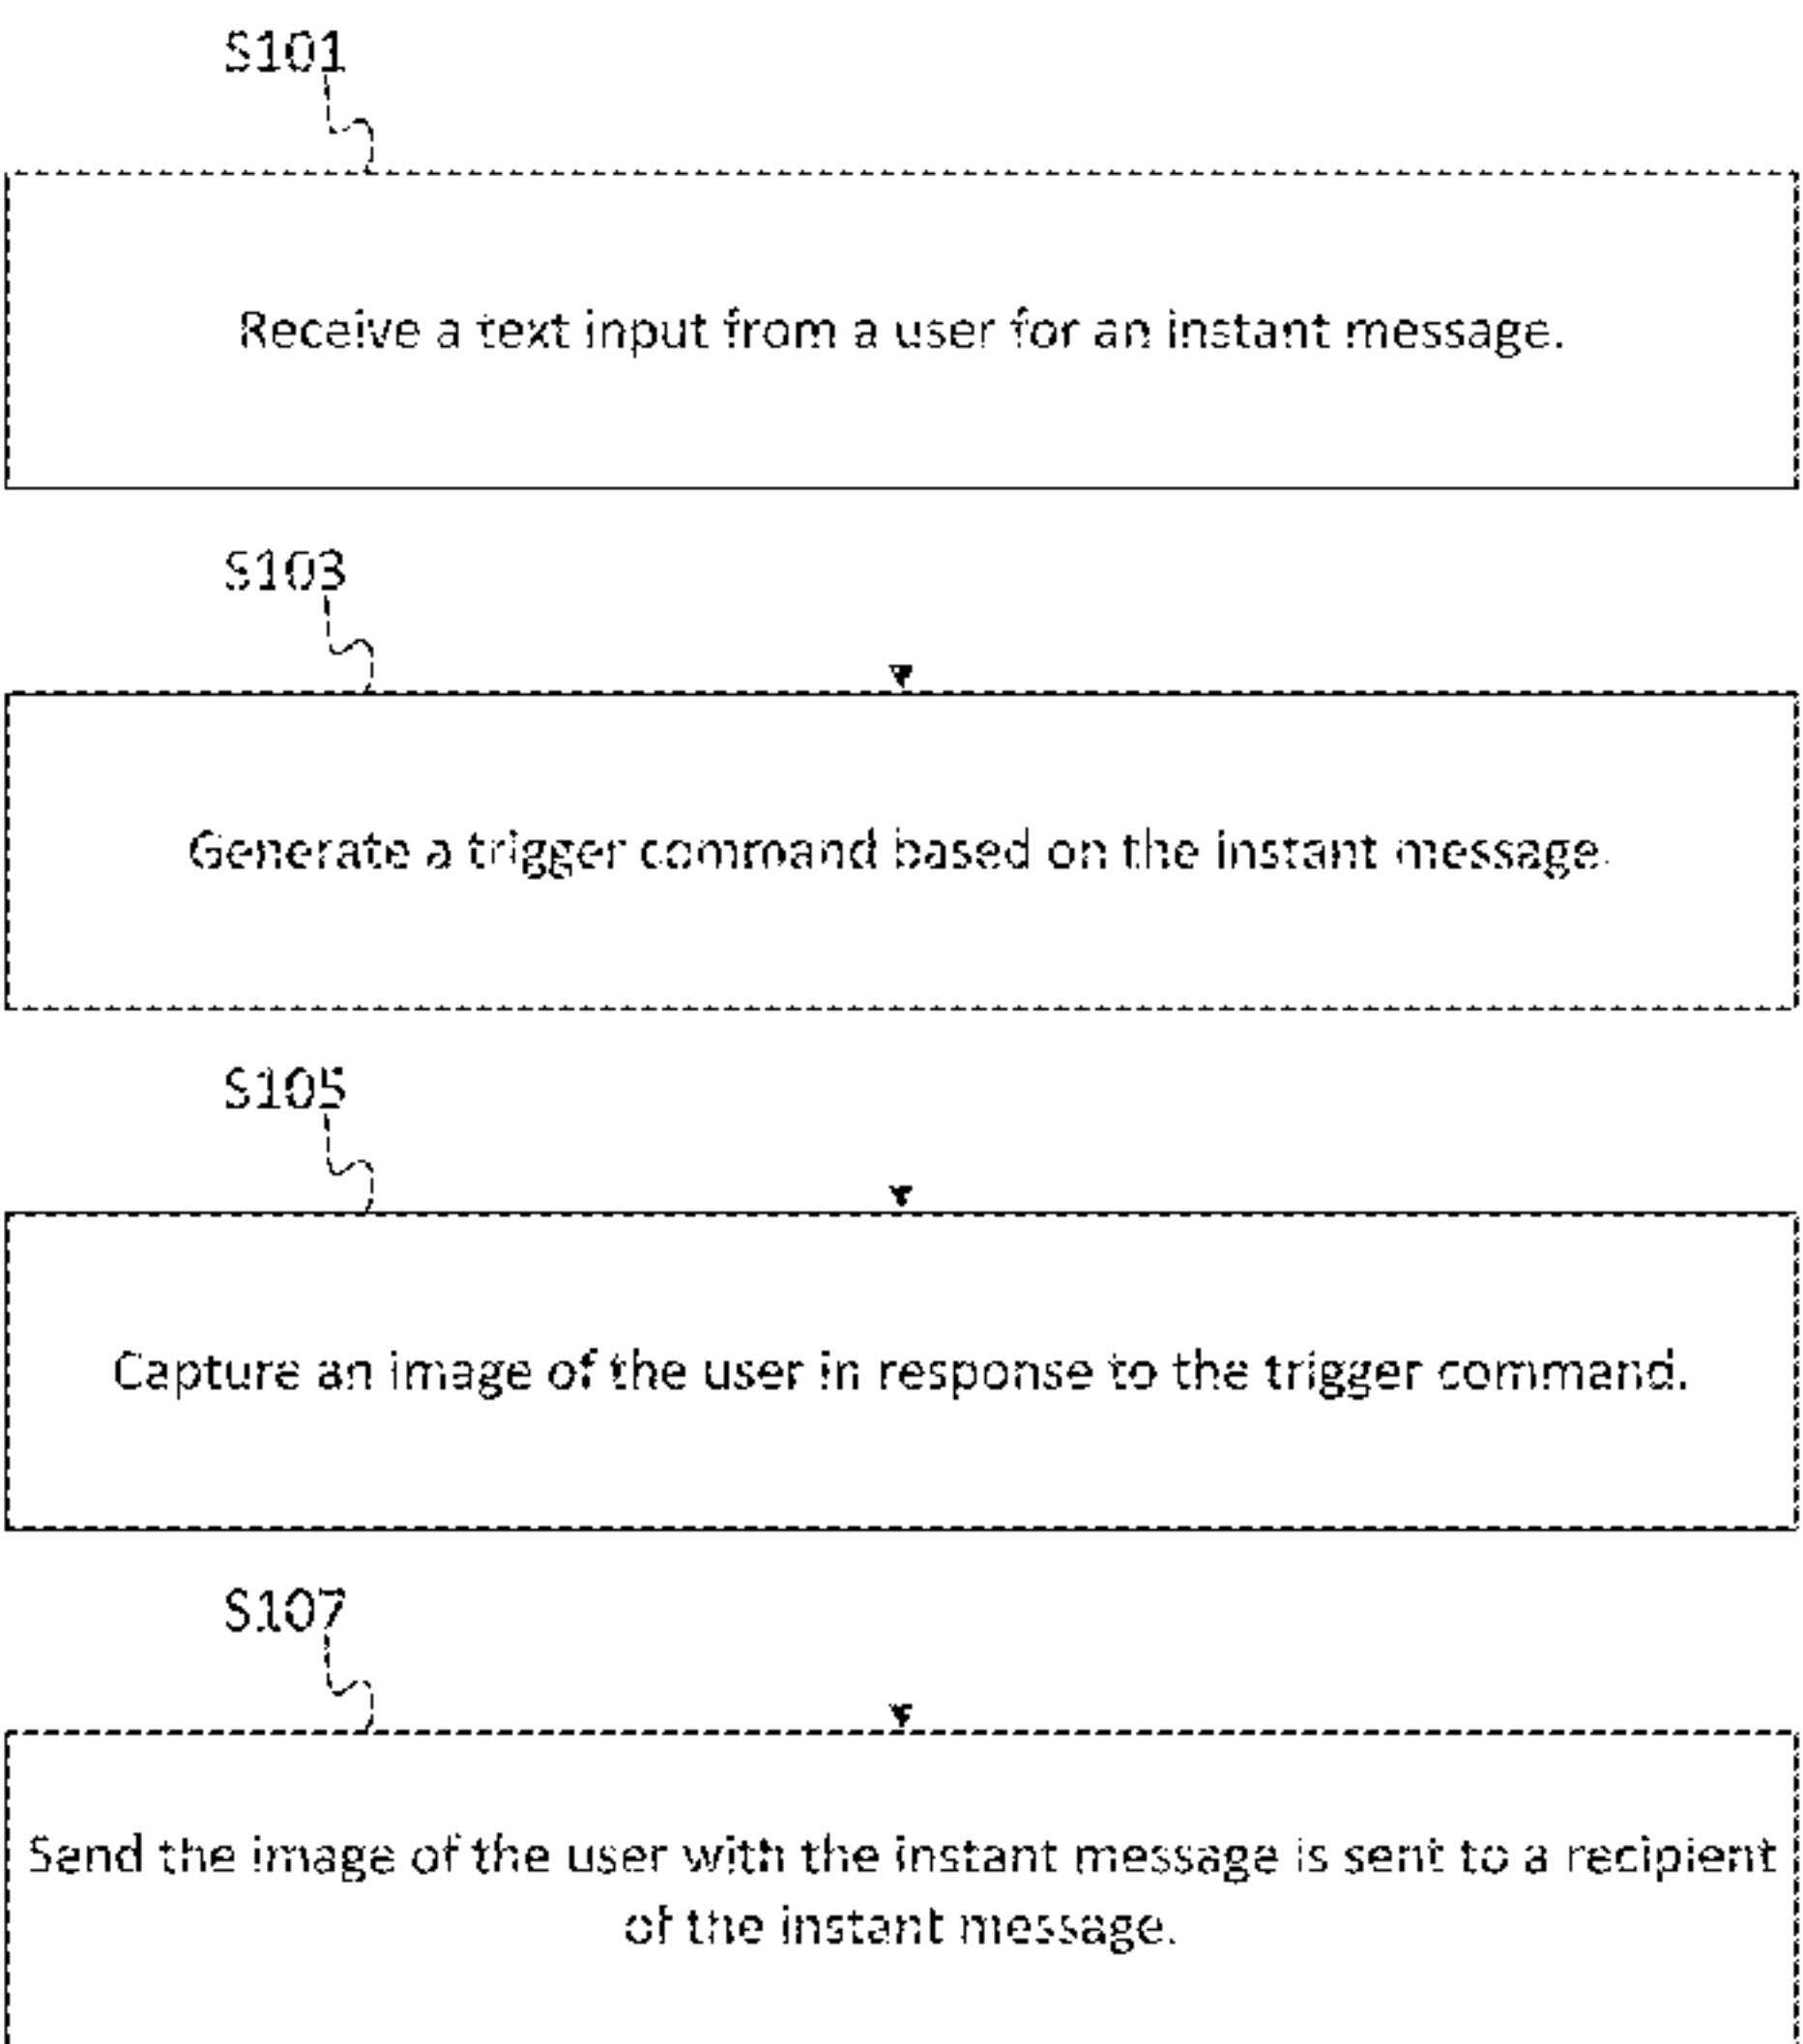 S101
Receive a text input from a user for an instant message.
S103
Generate a trigger command based on the instant message.
S105
Capture an image of the user in response to the trigger command.
S107
Send the image of the user with the instant message is sent to a recipient
of the instant message.